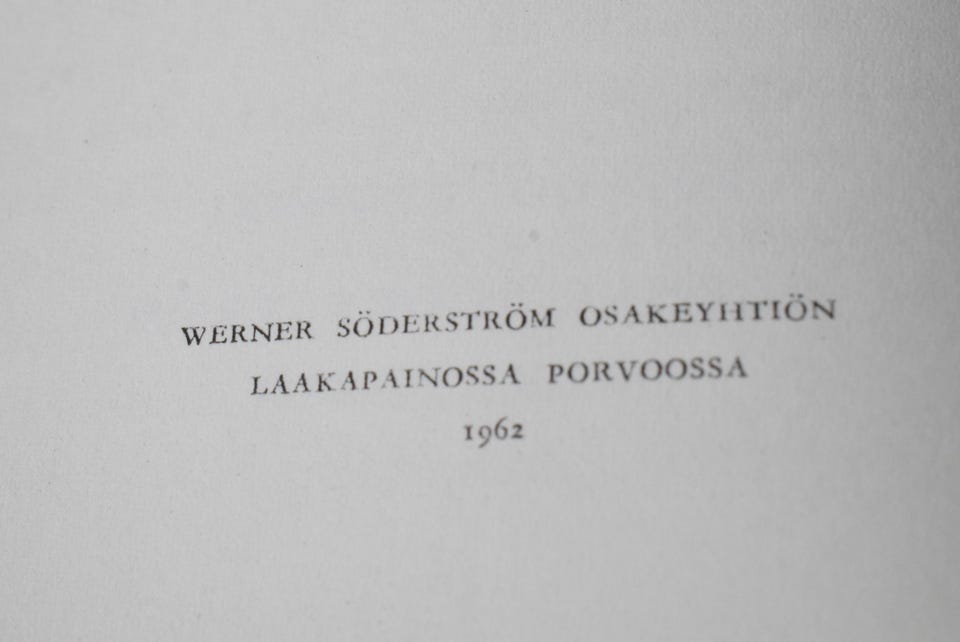 WERNER SÖDERSTRÖM OSAKEYHTIÖN
LAAKAPAINOSSA PORVOOSSA
1962